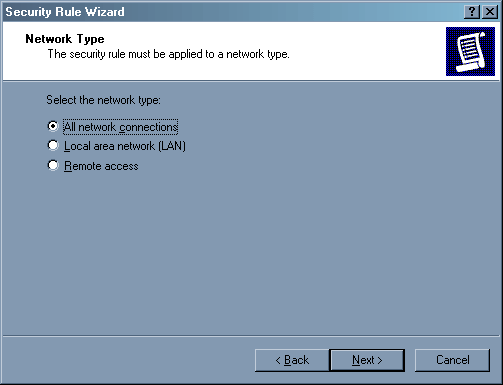 Security Rule Wizard
Network Type
The security rule must be applied to a network type.
Select the network type:
All network connections
Local area network (LAN)
Remote access
< Back Next > Cancel